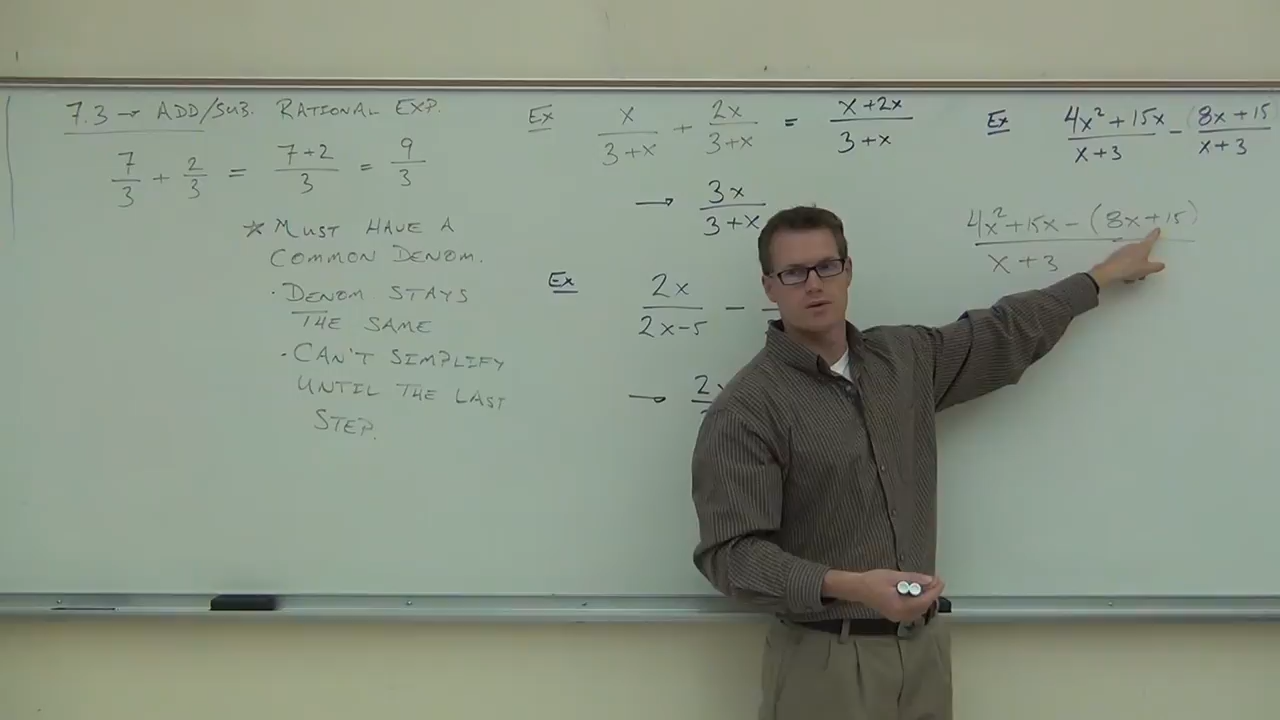 7.3 → ADD/SUB. RATIONAL EXP.
7/3 + 2/3 = 7+2/3 = 9/3
* MUST HAVE A
COMMON DENOM.
· DENOM STAYS
THE SAME
· CAN'T SIMPLIFY
UNTIL THE LAST
STEP.
Ex x/3+x + 2x/3+x = x+2x/3+x
→ 3x/3+x
Ex 2x/2x-5 -
→ 2
Ex 4x²+15x/x+3 - (8x+15/x+3
4x²+15x-(8x+15)/x+3